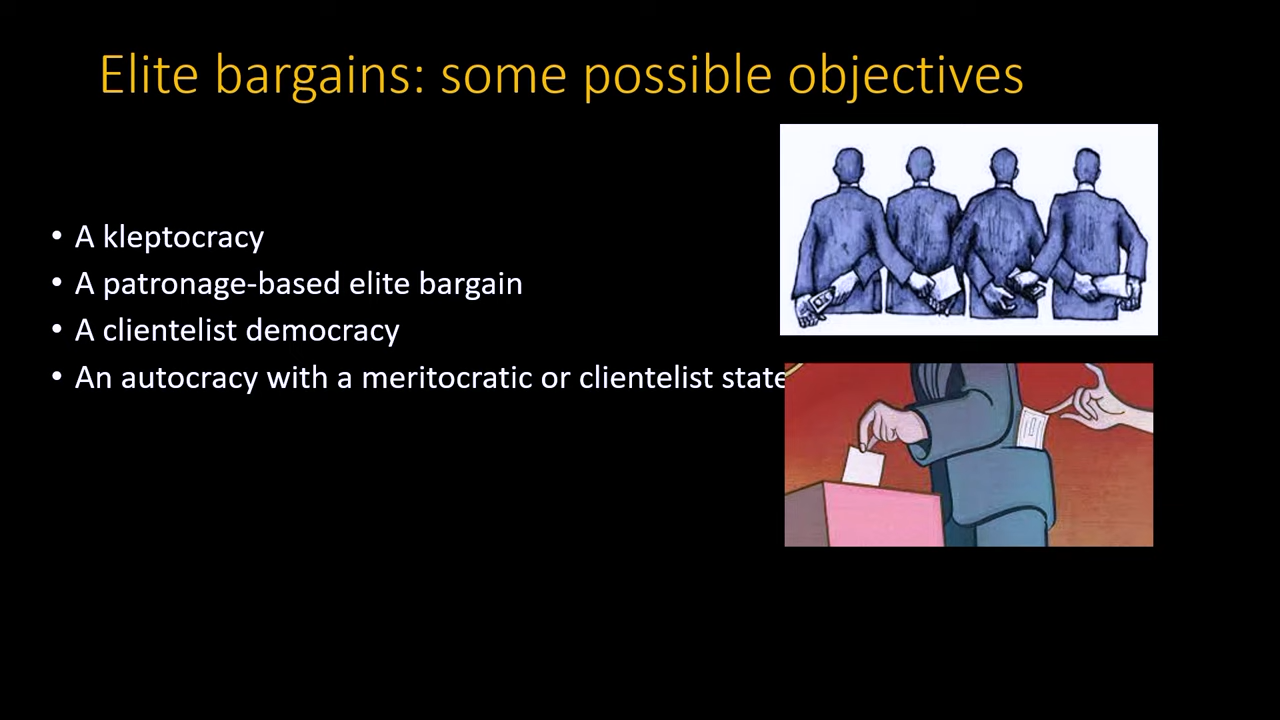 Elite bargains: some possible objectives
• A kleptocracy
• A patronage-based elite bargain
• A clientelist democracy
• An autocracy with a meritocratic or clientelist state